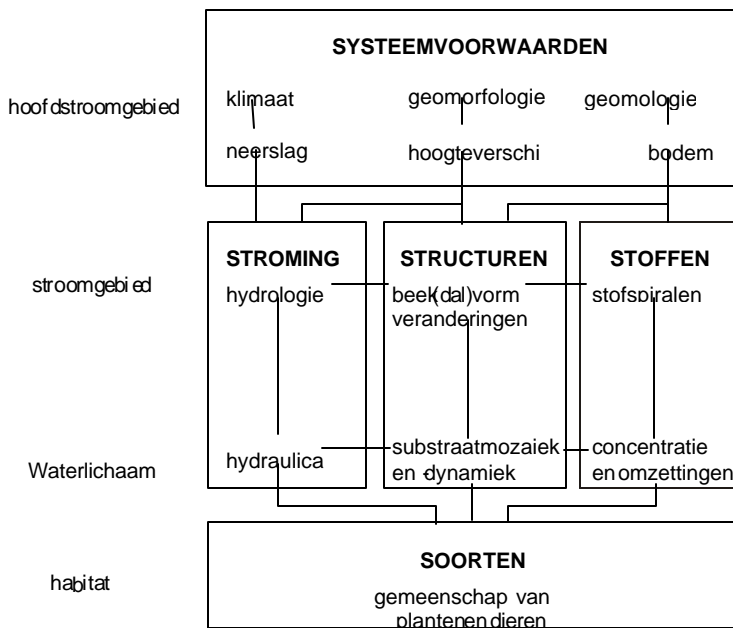 SYSTEEMVOORWAARDEN
hoofdstroomgebied
klimaat
geomorfologie
geomologie
neerslag
hoogteverschi
bodem
stroomgebied
STROMING
STRUCTUREN
STOFFEN
hydrologie
beek(dal)vorm
veranderingen
stofspiralen
Waterlichaam
hydraulica
substraatmozaiek
en -dynamiek
concentratie
en omzettingen
habitat
SOORTEN
gemeenschap van
planten en dieren